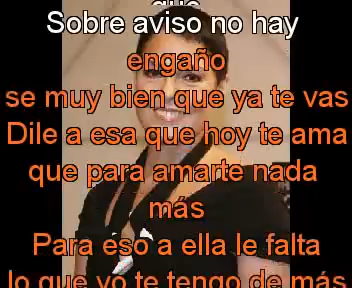 que
Sobre aviso no hay
engaño
se muy bien que ya te vas
Dile a esa que hoy te ama
que para amarte nada
más
Para eso a ella le falta
lo que yo te tengo de más